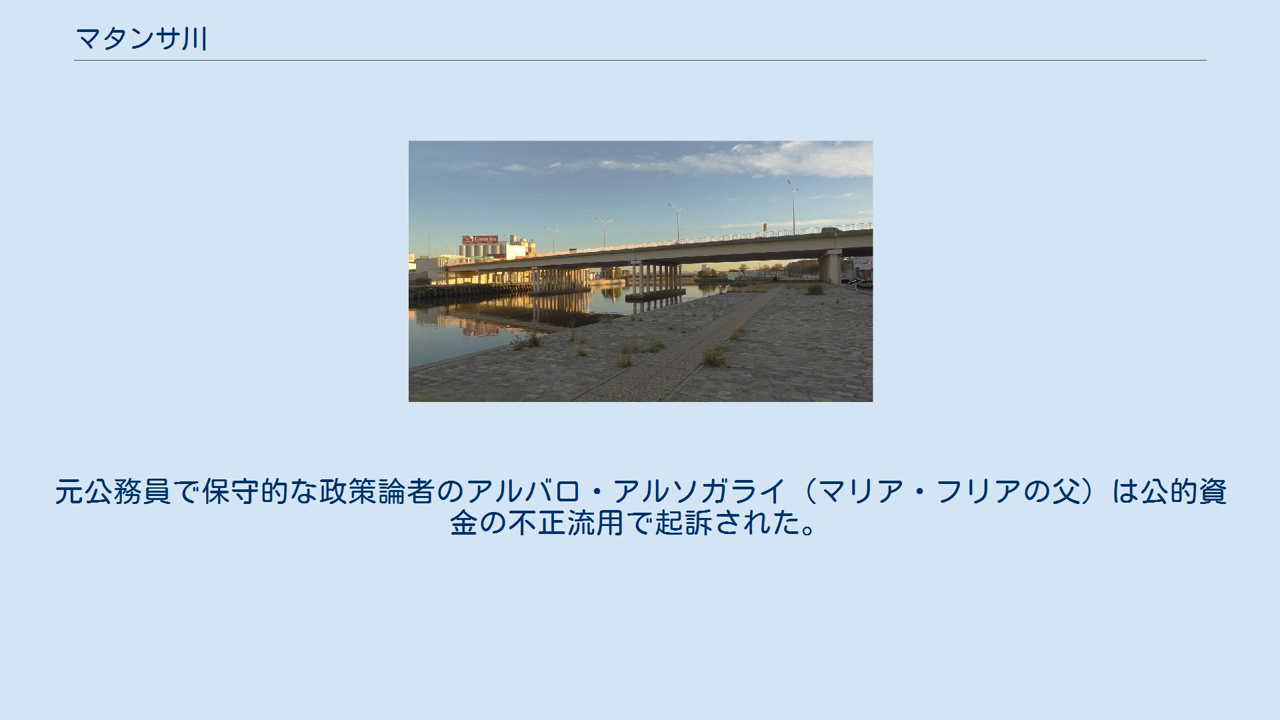 マタンサ川
元公務員で保守的な政策論者のアルバロ・アルソガライ（マリア・フリアの父）は公的資
金の不正流用で起訴された。